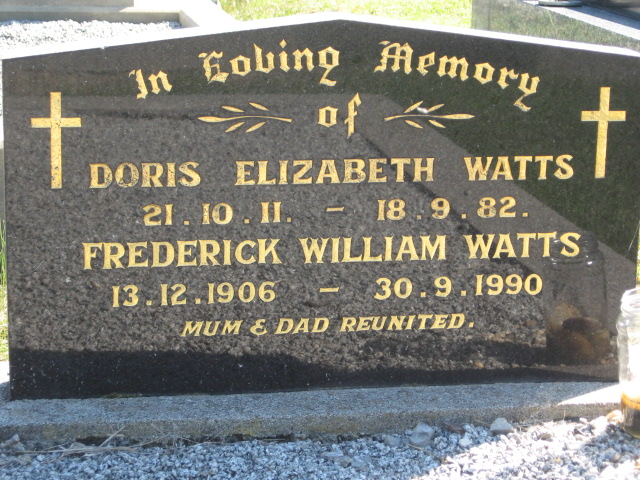 In Loving Memory
of
DORIS ELIZABETH WATTS
21.10.11. - 18.9.82.
FREDERICK WILLIAM WATTS
13.12.1906 - 30.9.1990
MUM & DAD REUNITED.